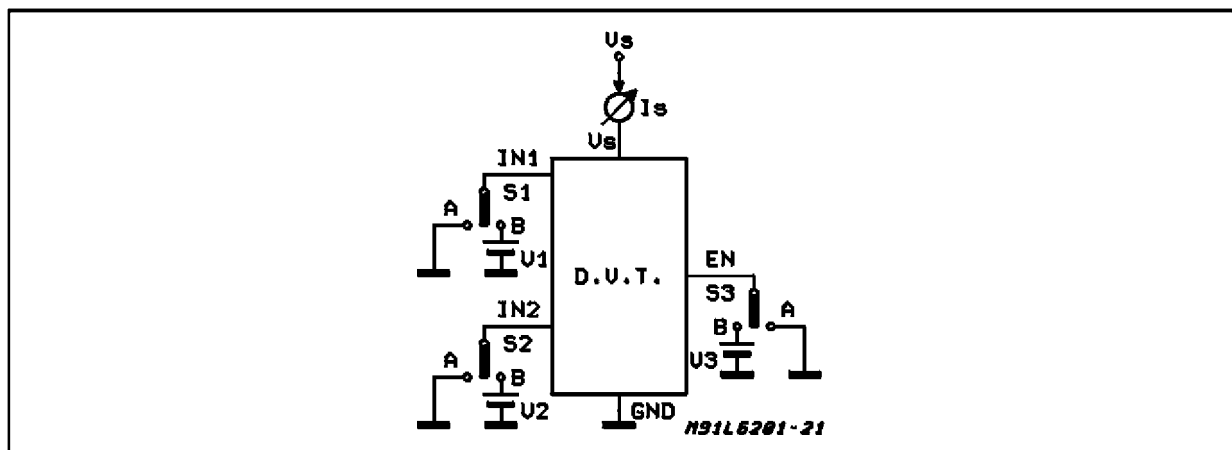 Vs
Is
Vs
IN1
S1
A
B
V1
D.U.T.
EN
S3
A
B
V3
IN2
S2
A
B
V2
GND
M91L6201-21